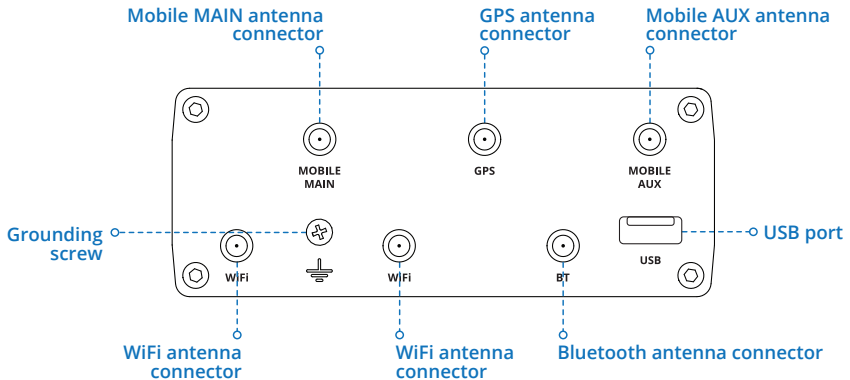 Mobile MAIN antenna
connector
GPS antenna
connector
Mobile AUX antenna
connector
MOBILE
MAIN
GPS
MOBILE
AUX
Grounding
screw
USB port
WiFi
WiFi
BT
USB
WiFi antenna
connector
WiFi antenna
connector
Bluetooth antenna connector